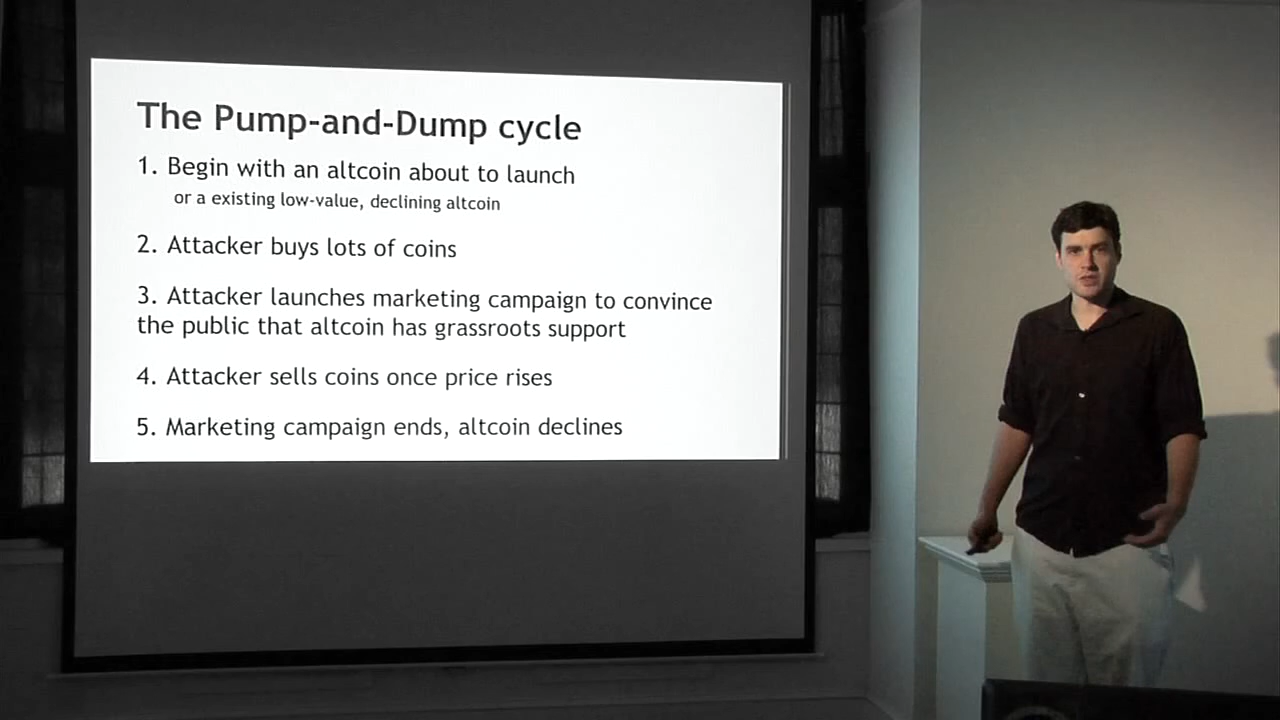 The Pump-and-Dump cycle
1. Begin with an altcoin about to launch
or a existing low-value, declining altcoin
2. Attacker buys lots of coins
3. Attacker launches marketing campaign to convince
the public that altcoin has grassroots support
4. Attacker sells coins once price rises
5. Marketing campaign ends, altcoin declines